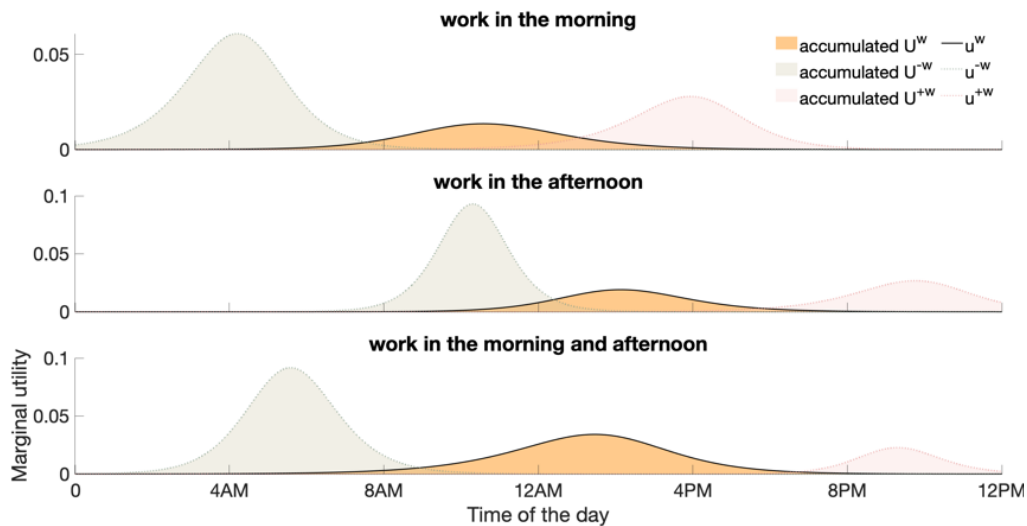 work in the morning
0.05
0
accumulated U^w u^w
accumulated U^-w u^-w
accumulated U^+w u^+w
work in the afternoon
0.1
0.05
0
work in the morning and afternoon
0.1
0.05
0
Marginal utility
0 4AM 8AM 12AM 4PM 8PM 12PM
Time of the day